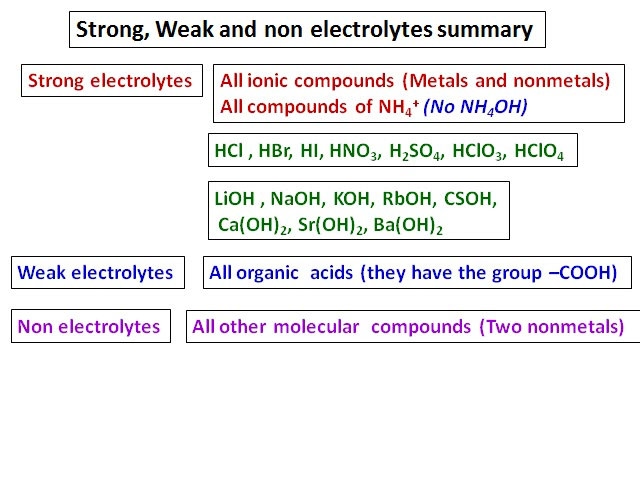 Strong, Weak and non electrolytes summary
Strong electrolytes
All ionic compounds (Metals and nonmetals)
All compounds of NH₄⁺ (No NH₄OH)
HCl , HBr, HI, HNO₃, H₂SO₄, HClO₃, HClO₄
LiOH , NaOH, KOH, RbOH, CSOH,
Ca(OH)₂, Sr(OH)₂, Ba(OH)₂
Weak electrolytes
All organic acids (they have the group –COOH)
Non electrolytes
All other molecular compounds (Two nonmetals)